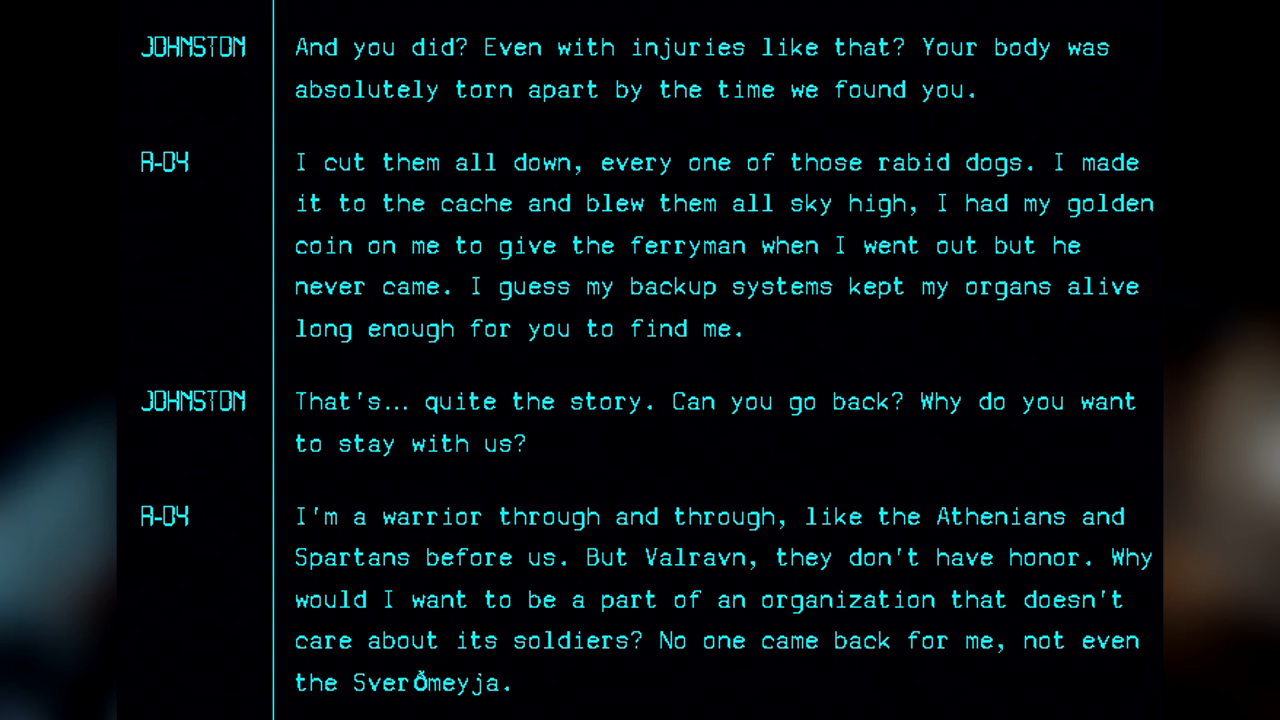 JOHNSTON And you did? Even with injuries like that? Your body was
absolutely torn apart by the time we found you.
A-04 I cut them all down, every one of those rabid dogs. I made
it to the cache and blew them all sky high, I had my golden
coin on me to give the ferryman when I went out but he
never came. I guess my backup systems kept my organs alive
long enough for you to find me.
JOHNSTON That's... quite the story. Can you go back? Why do you want
to stay with us?
A-04 I'm a warrior through and through, like the Athenians and
Spartans before us. But Valravn, they don't have honor. Why
would I want to be a part of an organization that doesn't
care about its soldiers? No one came back for me, not even
the Sverðmeyja.